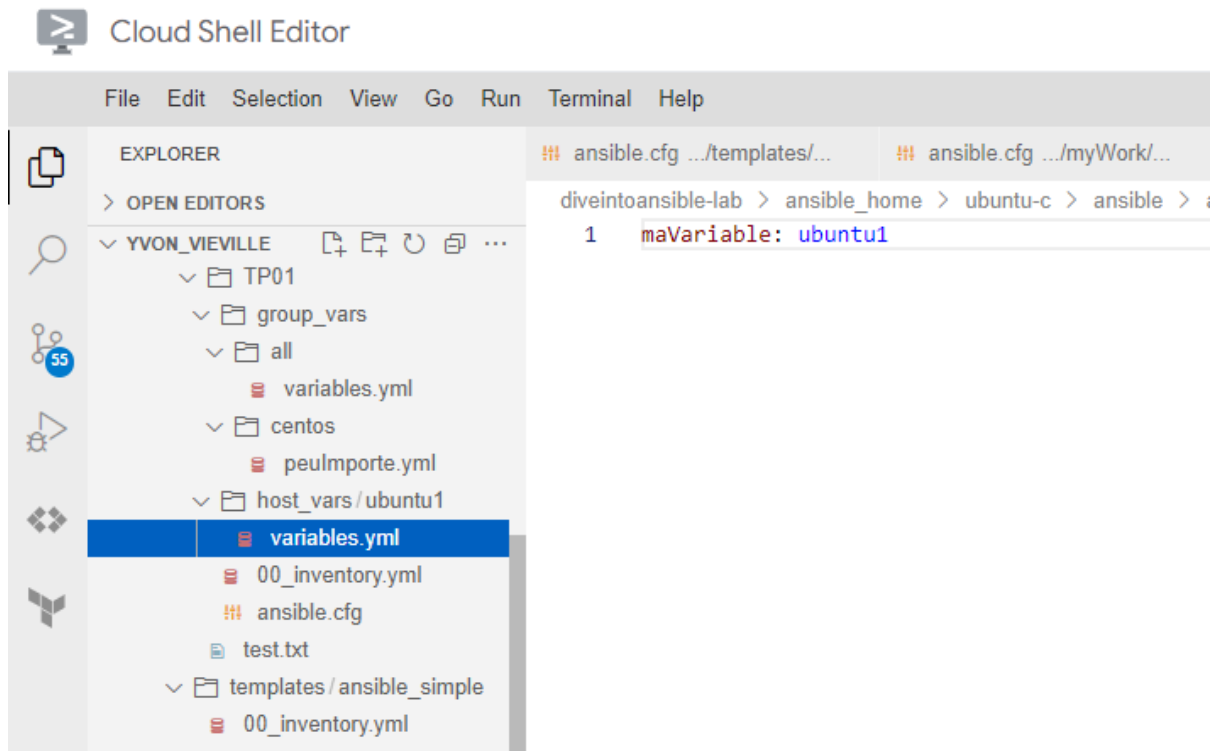 Cloud Shell Editor
File Edit Selection View Go Run Terminal Help
EXPLORER
OPEN EDITORS
YVON_VIEVILLE
TP01
group_vars
all
variables.yml
centos
peuImporte.yml
host_vars/ubuntu1
variables.yml
00_inventory.yml
ansible.cfg
test.txt
templates/ansible_simple
00_inventory.yml
55
ansible.cfg .../templates/... ansible.cfg .../myWork/...
diveintoansible-lab > ansible_home > ubuntu-c > ansible >
1 maVariable: ubuntu1